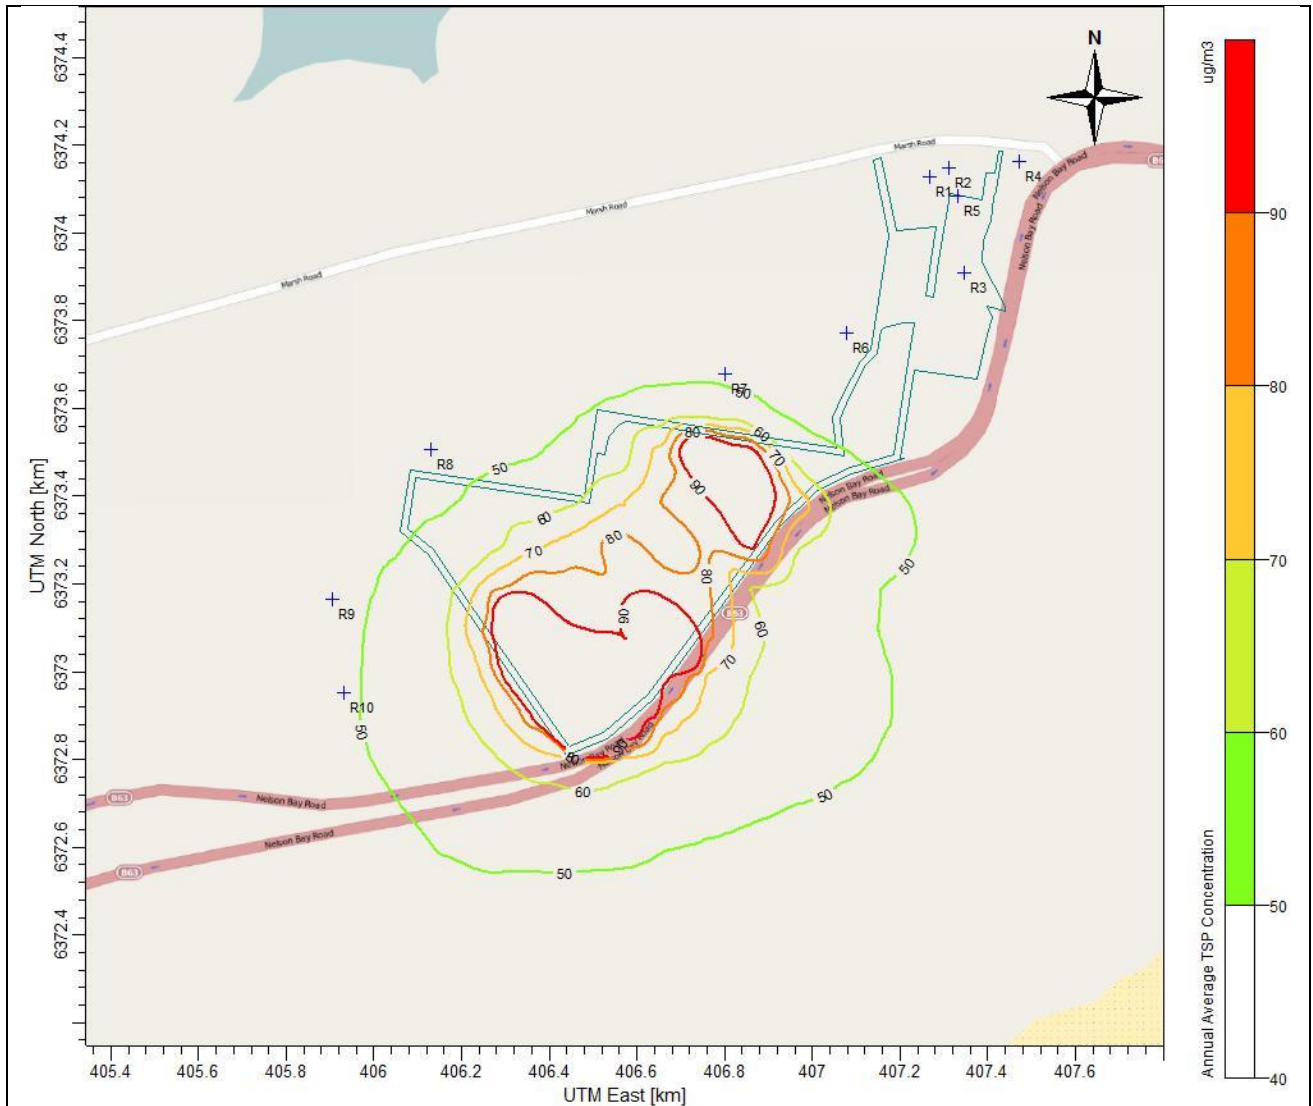 ug/m3
N
6374.4
6374.2
6374
6373.8
6373.6
6373.4
6373.2
6373
6372.8
6372.6
6372.4
UTM North [km]
Marsh Road
Marsh Road
Marsh Road
R1
R2
R4
R5
R3
R6
R7
R8
R9
R10
Nelson Bay Road
Nelson Bay Road
Nelson Bay Road
Nelson Bay Road
Nelson Bay Road
Nelson Bay Road
B63
B63
B63
50
50
50
50
50
50
60
60
60
60
70
70
70
80
80
80
90
90
90
80
70
60
50
40
Annual Average TSP Concentration
405.4
405.6
405.8
406
406.2
406.4
406.6
406.8
407
407.2
407.4
407.6
UTM East [km]